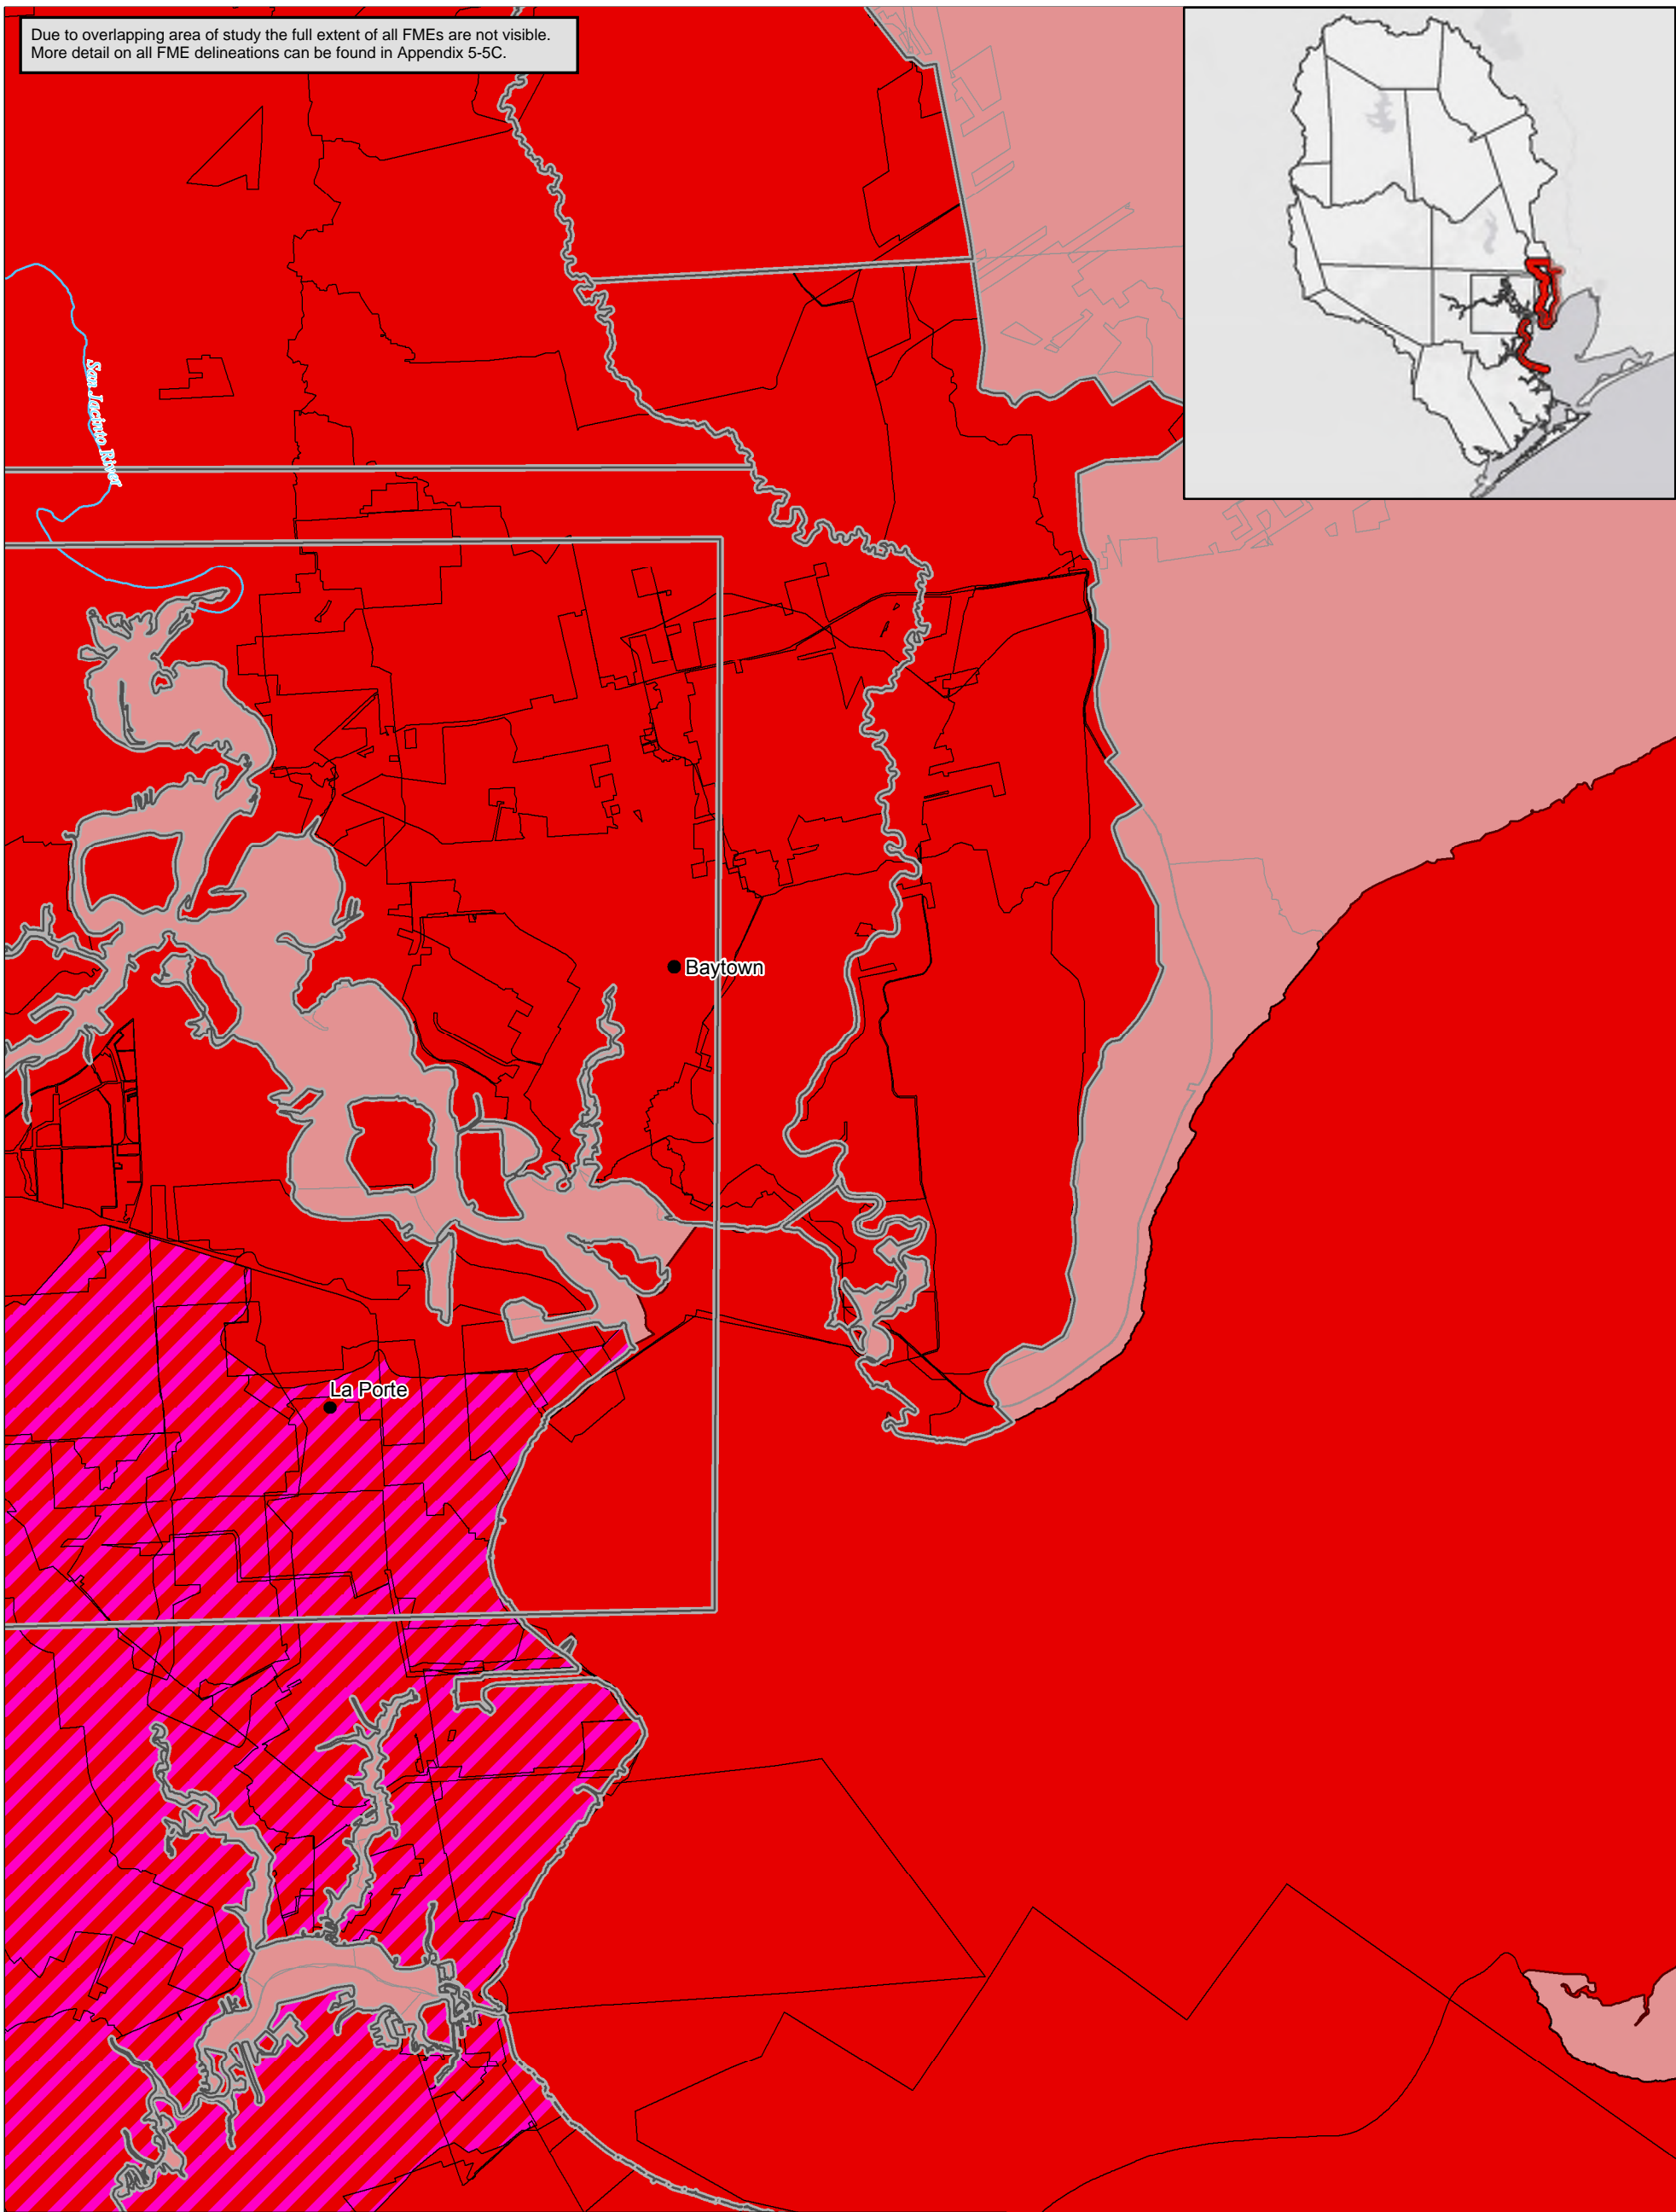 Due to overlapping area of study the full extent of all FMEs are not visible.
More detail on all FME delineations can be found in Appendix 5-5C.
San Jacinto River
Baytown
La Porte